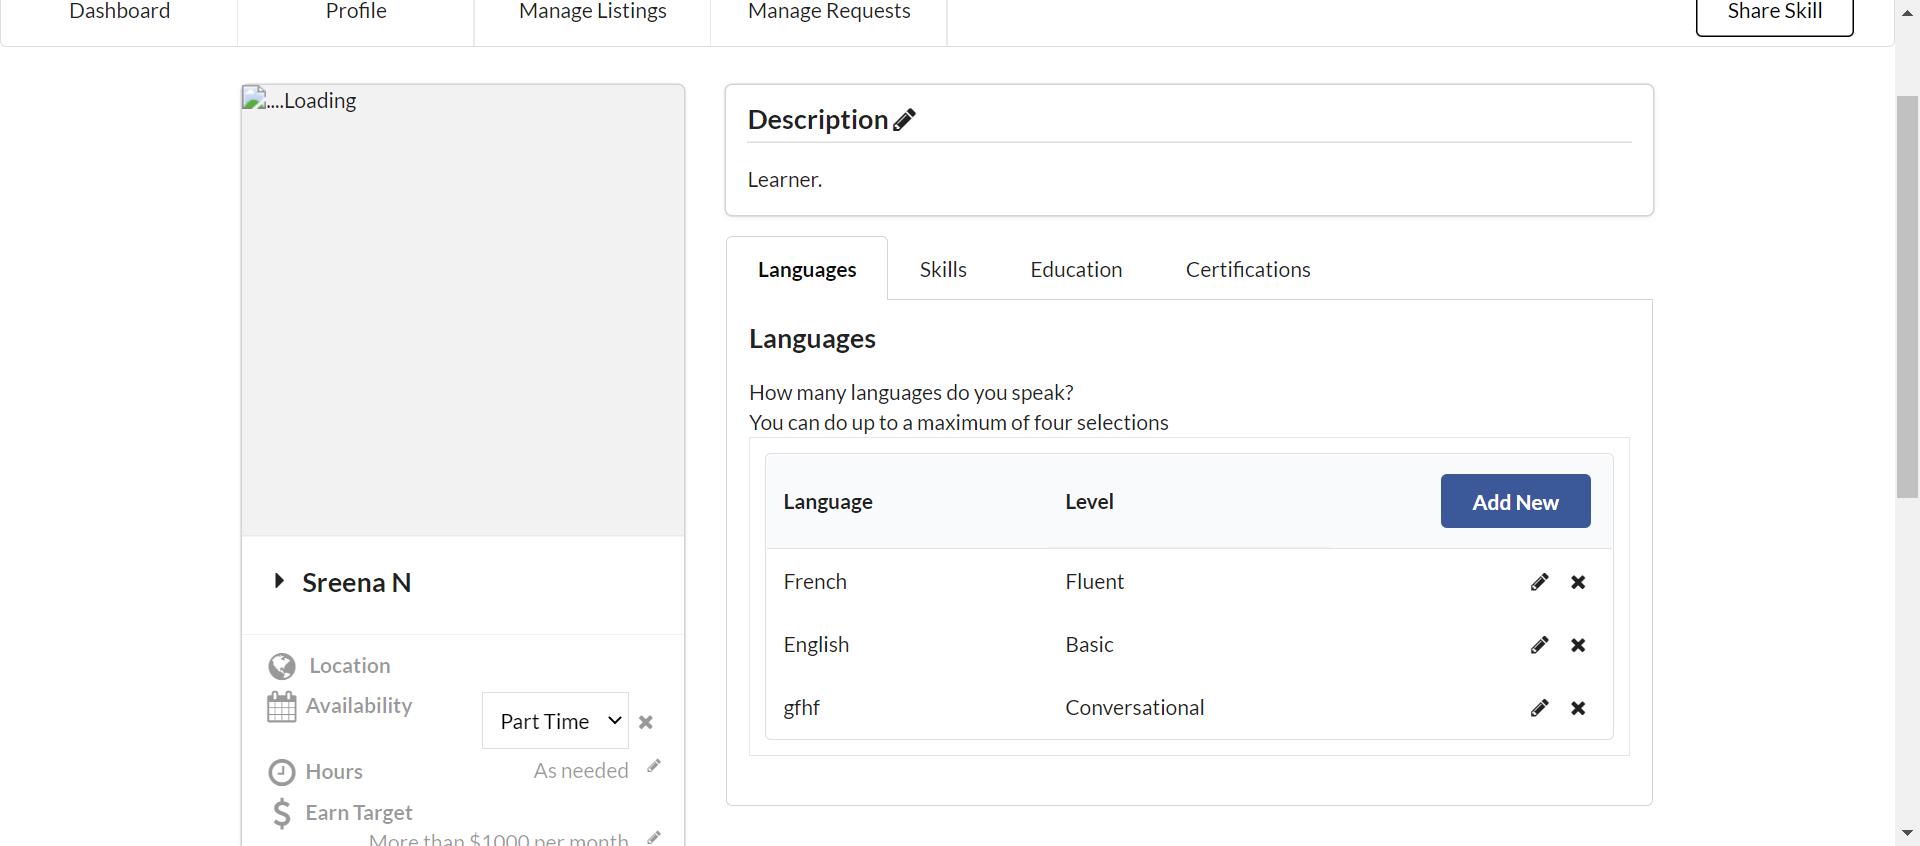 Dashboard Profile Manage Listings Manage Requests Share Skill
....Loading
Description
Learner.
Languages Skills Education Certifications
Languages
How many languages do you speak?
You can do up to a maximum of four selections
Language Level Add New
French Fluent
English Basic
gfhf Conversational
Sreena N
Location
Availability Part Time
Hours As needed
Earn Target
More than $1000 per month